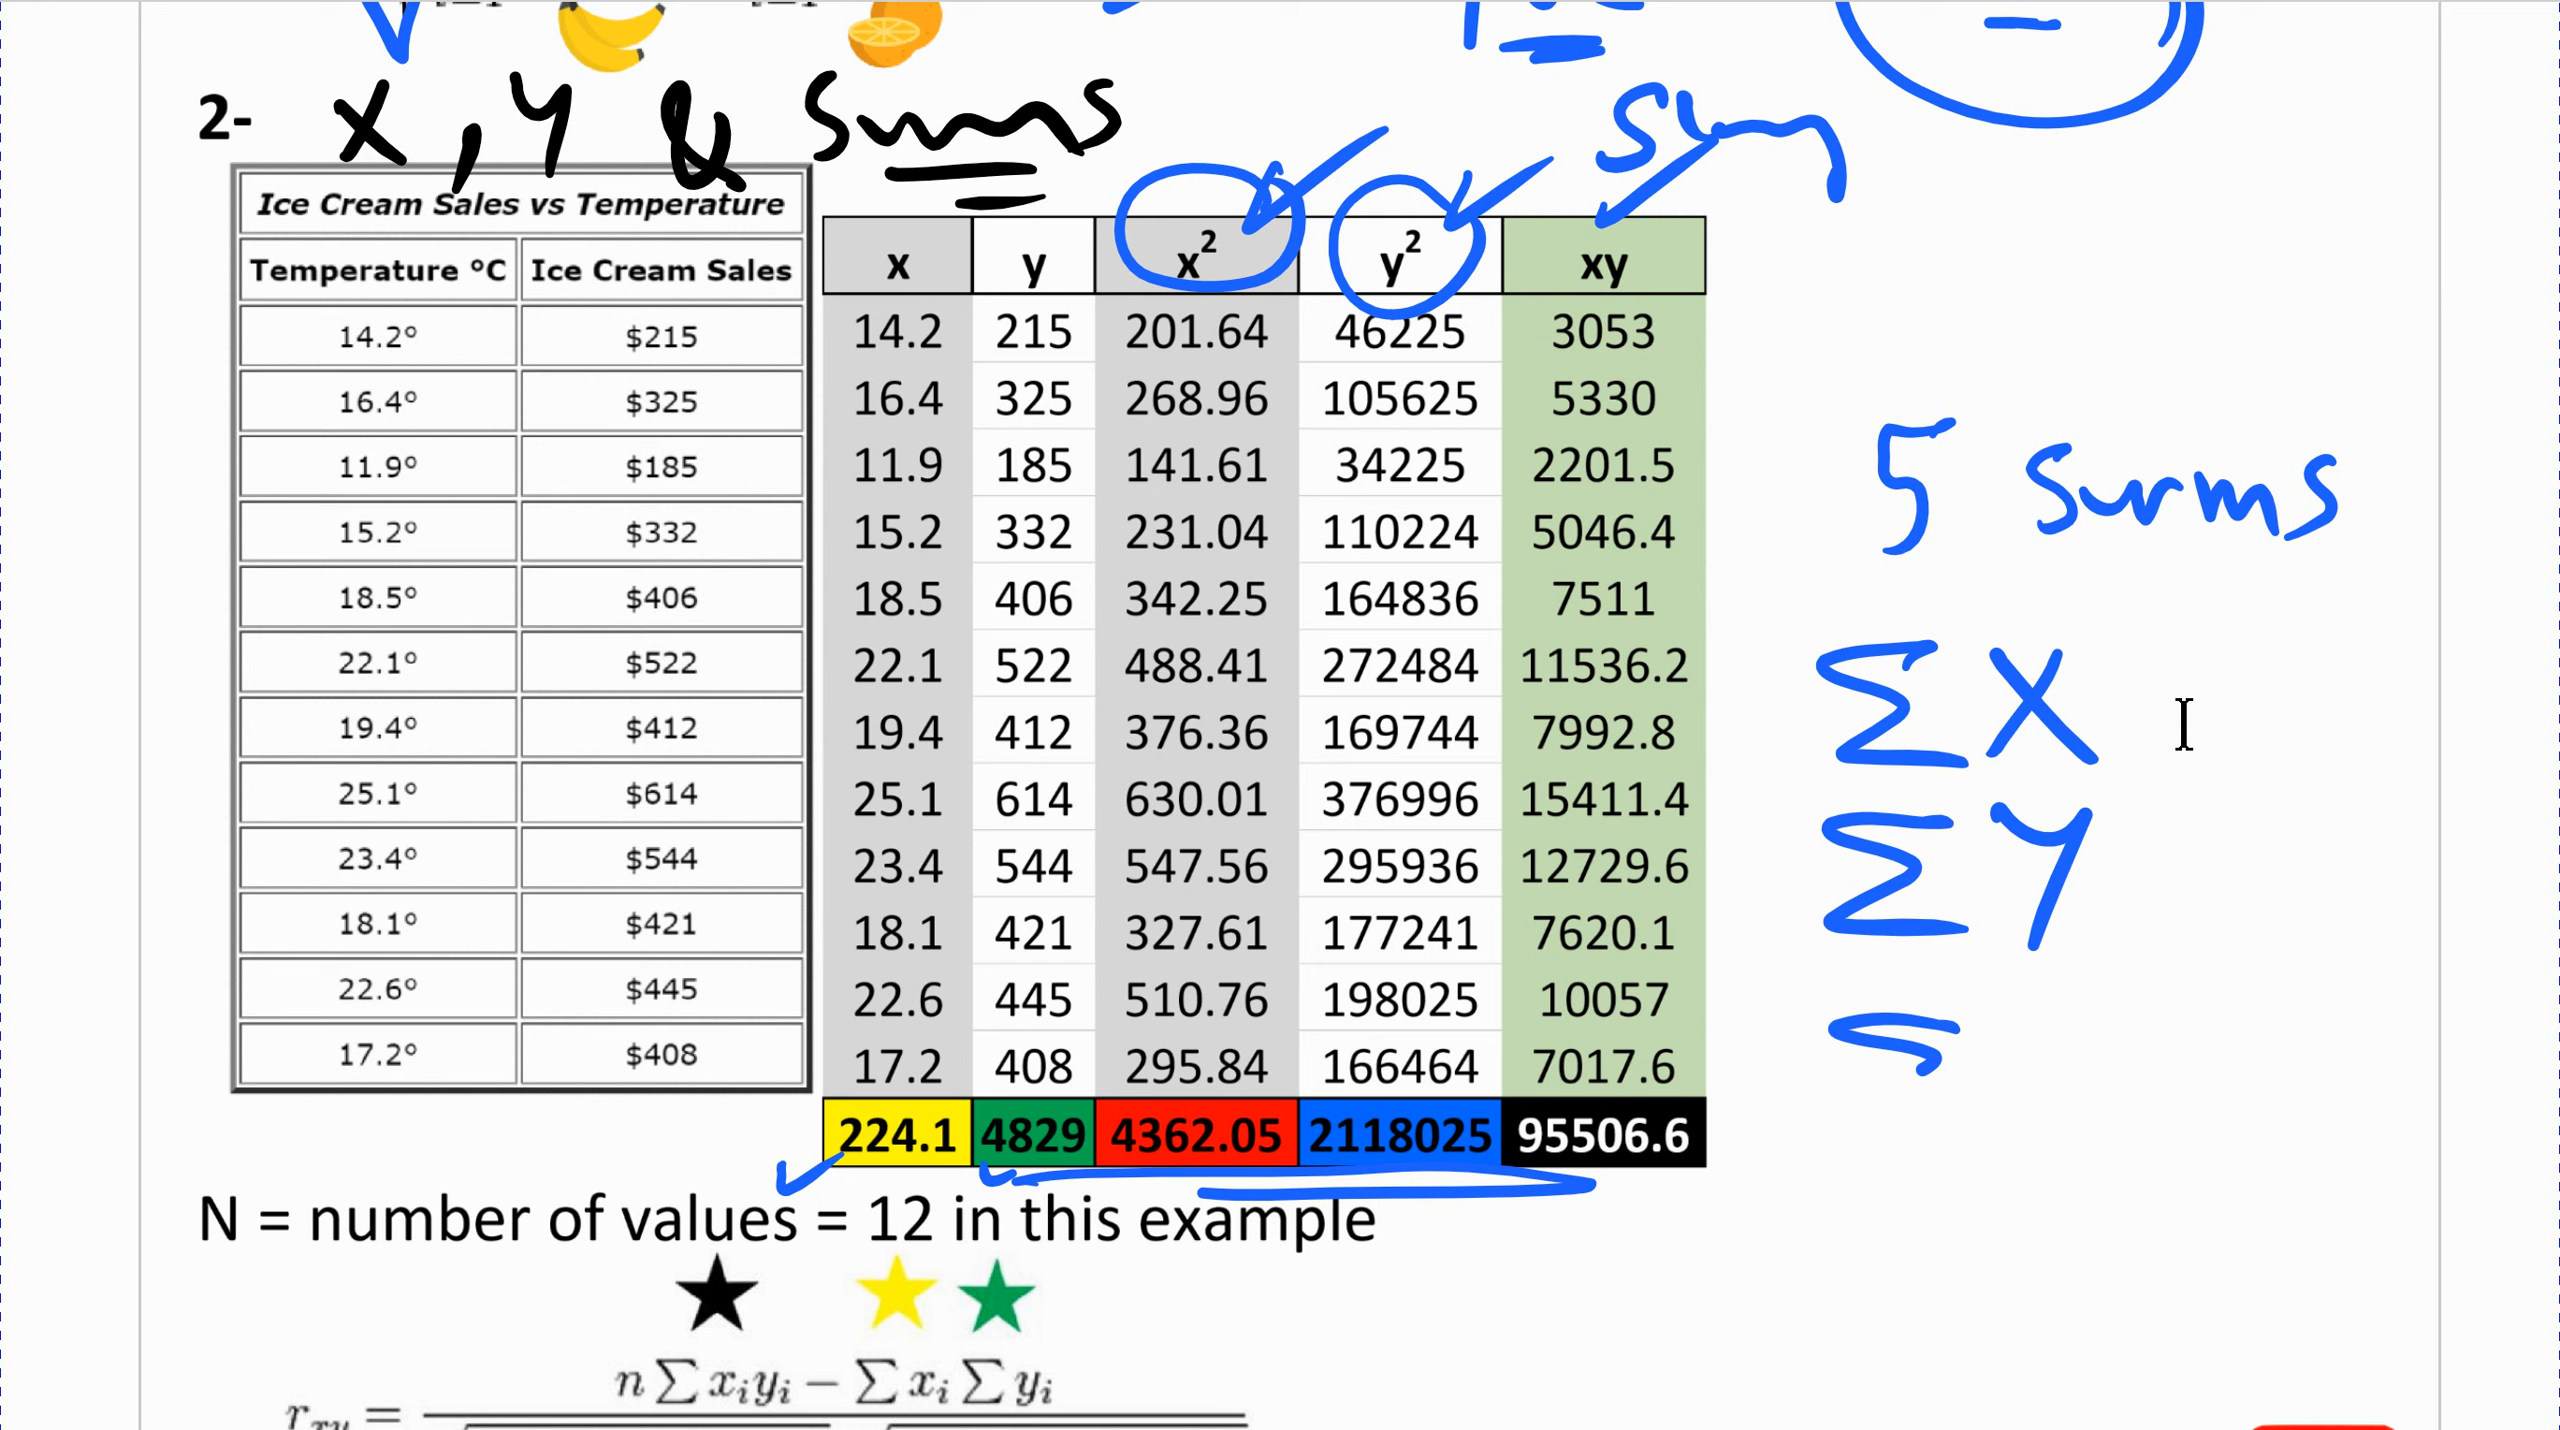 2- x, y & Sums
Sum
Ice Cream Sales vs Temperature
Temperature °C Ice Cream Sales
14.2° $215
16.4° $325
11.9° $185
15.2° $332
18.5° $406
22.1° $522
19.4° $412
25.1° $614
23.4° $544
18.1° $421
22.6° $445
17.2° $408
x y x² y² xy
14.2 215 201.64 46225 3053
16.4 325 268.96 105625 5330
11.9 185 141.61 34225 2201.5
15.2 332 231.04 110224 5046.4
18.5 406 342.25 164836 7511
22.1 522 488.41 272484 11536.2
19.4 412 376.36 169744 7992.8
25.1 614 630.01 376996 15411.4
23.4 544 547.56 295936 12729.6
18.1 421 327.61 177241 7620.1
22.6 445 510.76 198025 10057
17.2 408 295.84 166464 7017.6
224.1 4829 4362.05 2118025 95506.6
5 Sums
Σ X
Σ Y
N = number of values = 12 in this example
n Σ xᵢyᵢ − Σ xᵢ Σ yᵢ
r_xy =